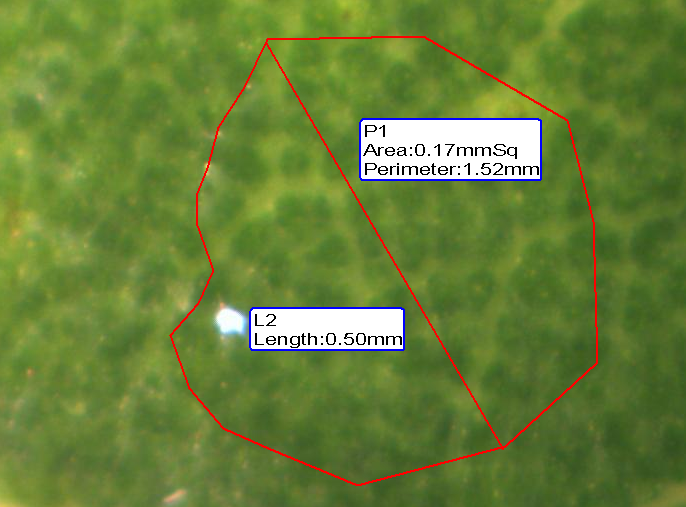 P1
Area:0.17mmSq
Perimeter:1.52mm
L2
Length:0.50mm